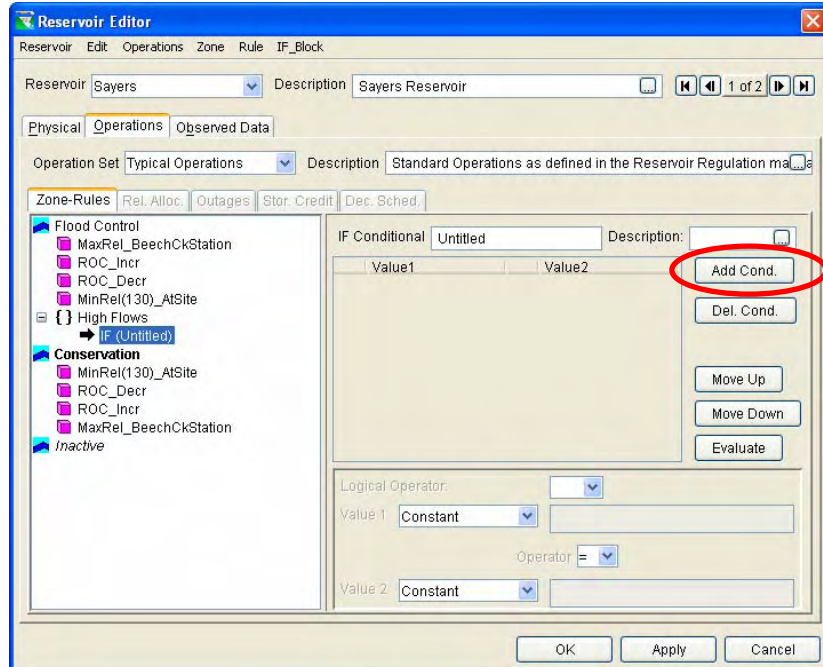 Reservoir Editor
Reservoir Edit Operations Zone Rule IF_Block
Reservoir Sayers Description Sayers Reservoir ... 1 of 2
Physical Operations Observed Data
Operation Set Typical Operations Description Standard Operations as defined in the Reservoir Regulation ma ... a
Zone-Rules Rel. Alloc. Outages Stor. Credit Dec. Sched.
Flood Control
MaxRel_BeechCkStation
ROC_Incr
ROC_Decr
MinRel(130)_AtSite
{ } High Flows
IF (Untitled)
Conservation
MinRel(130)_AtSite
ROC_Decr
ROC_Incr
MaxRel_BeechCkStation
Inactive
IF Conditional Untitled Description: ...
Value1 Value2
Add Cond.
Del. Cond.
Move Up
Move Down
Evaluate
Logical Operator:
Value 1 Constant
Operator =
Value 2 Constant
OK Apply Cancel